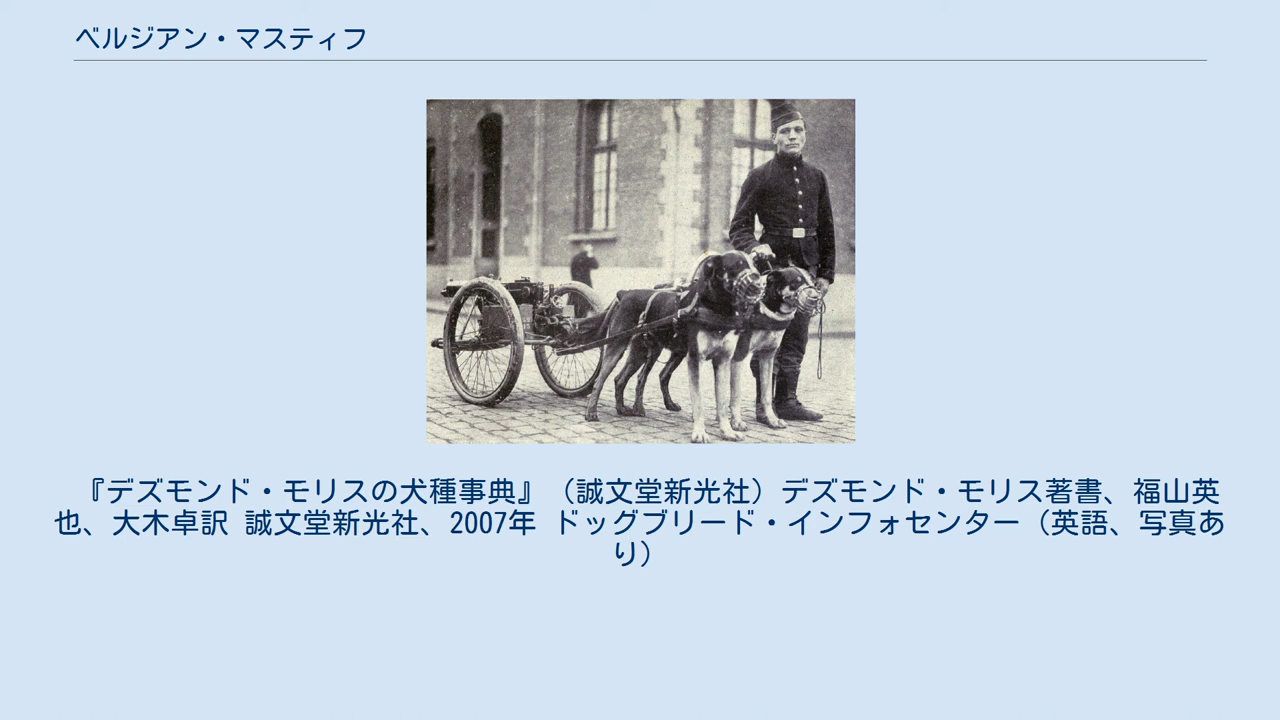 ベルジアン・マスティフ
『デズモンド・モリスの犬種事典』（誠文堂新光社）デズモンド・モリス著書、福山英
也、大木卓訳 誠文堂新光社、2007年 ドッグブリード・インフォセンター（英語、写真あ
り）